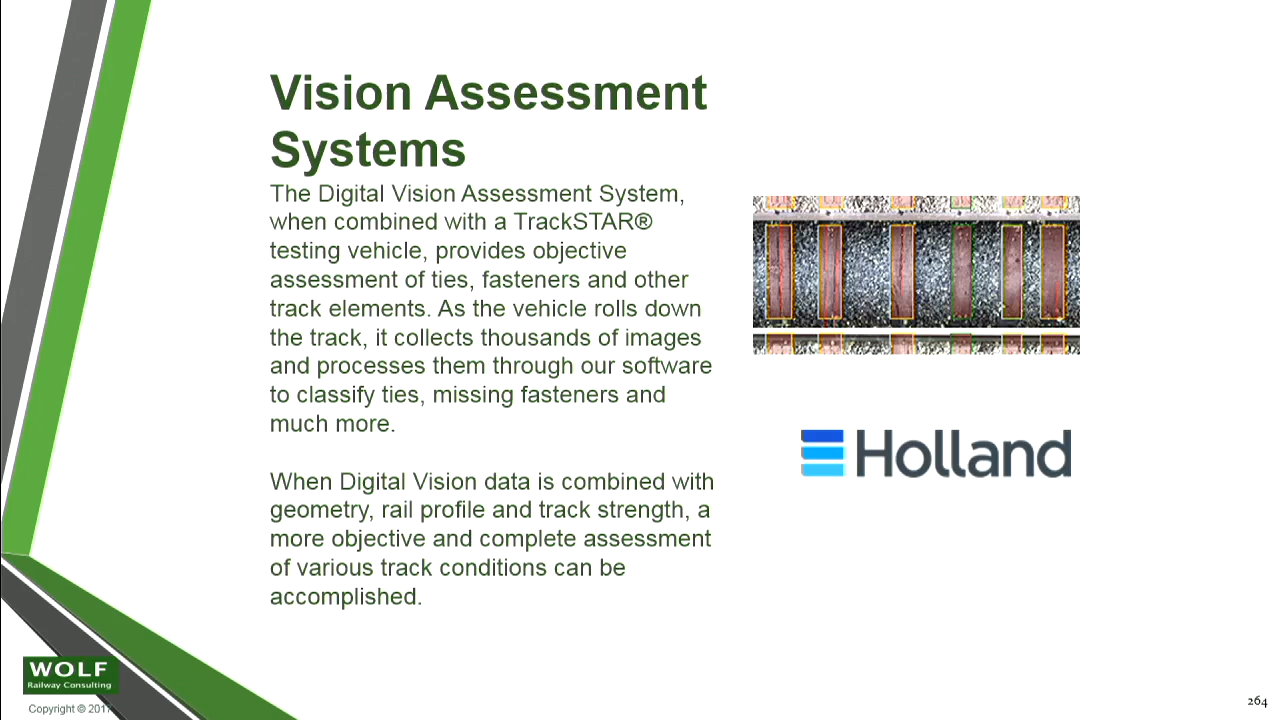 Vision Assessment
Systems
The Digital Vision Assessment System,
when combined with a TrackSTAR®
testing vehicle, provides objective
assessment of ties, fasteners and other
track elements. As the vehicle rolls down
the track, it collects thousands of images
and processes them through our software
to classify ties, missing fasteners and
much more.
When Digital Vision data is combined with
geometry, rail profile and track strength, a
more objective and complete assessment
of various track conditions can be
accomplished.
Holland
WOLF
Railway Consulting
Copyright ©
264